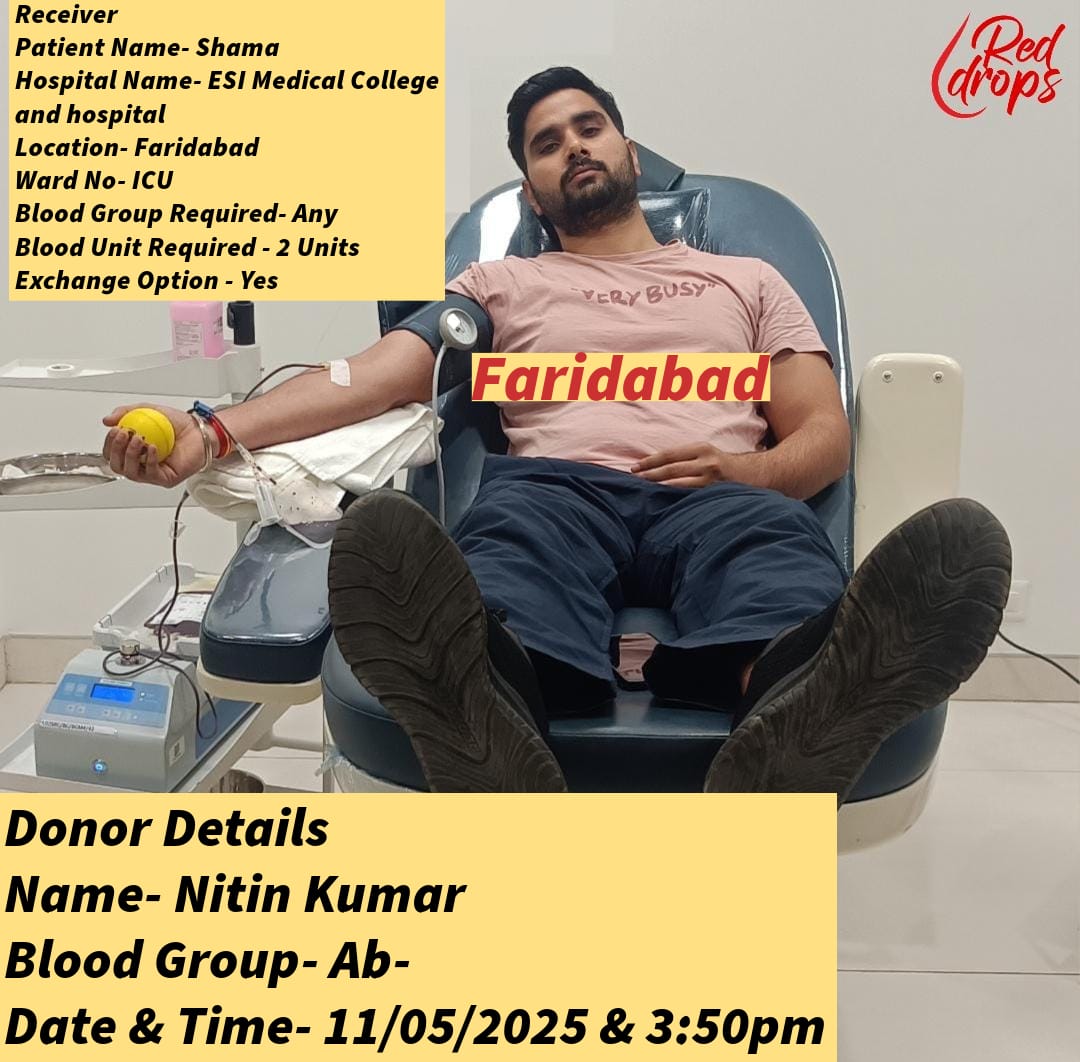 Receiver
Patient Name- Shama
Hospital Name- ESI Medical College
and hospital
Location- Faridabad
Ward No- ICU
Blood Group Required- Any
Blood Unit Required - 2 Units
Exchange Option - Yes
Red
drops
"VERY BUSY"
Faridabad
Donor Details
Name- Nitin Kumar
Blood Group- Ab-
Date & Time- 11/05/2025 & 3:50pm